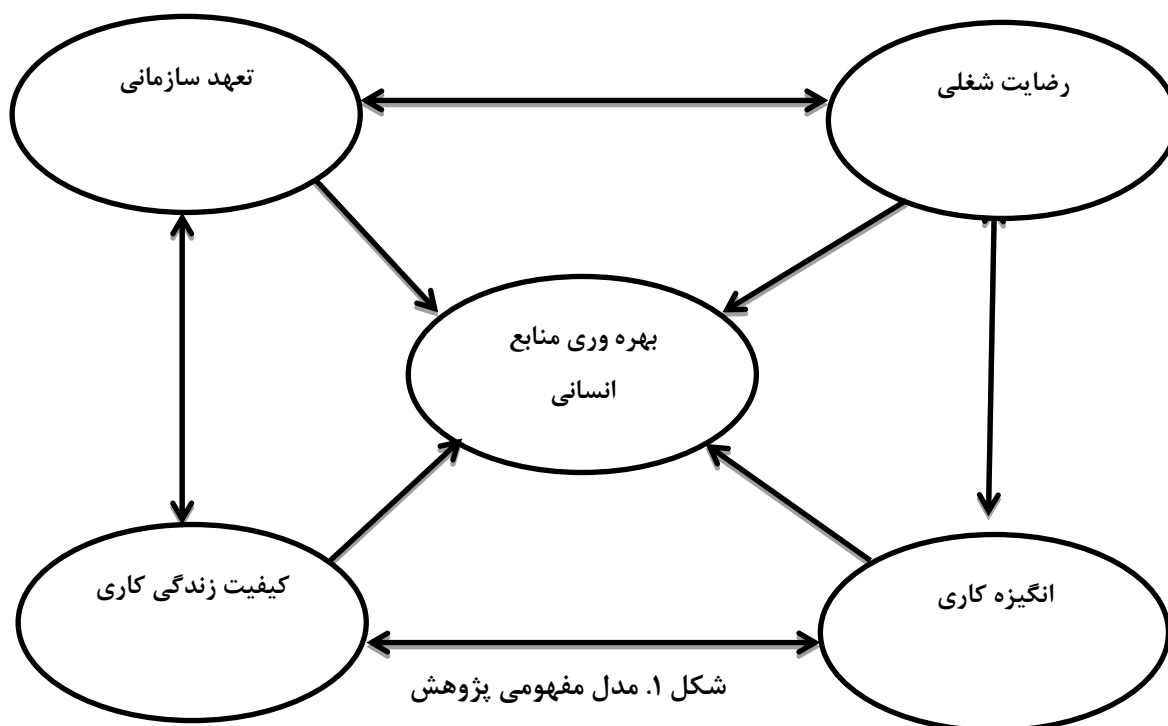 رضایت شغلی
تعهد سازمانی
بهره وری منابع
انسانی
انگیزه کاری
کیفیت زندگی کاری
شکل ۱. مدل مفهومی پژوهش